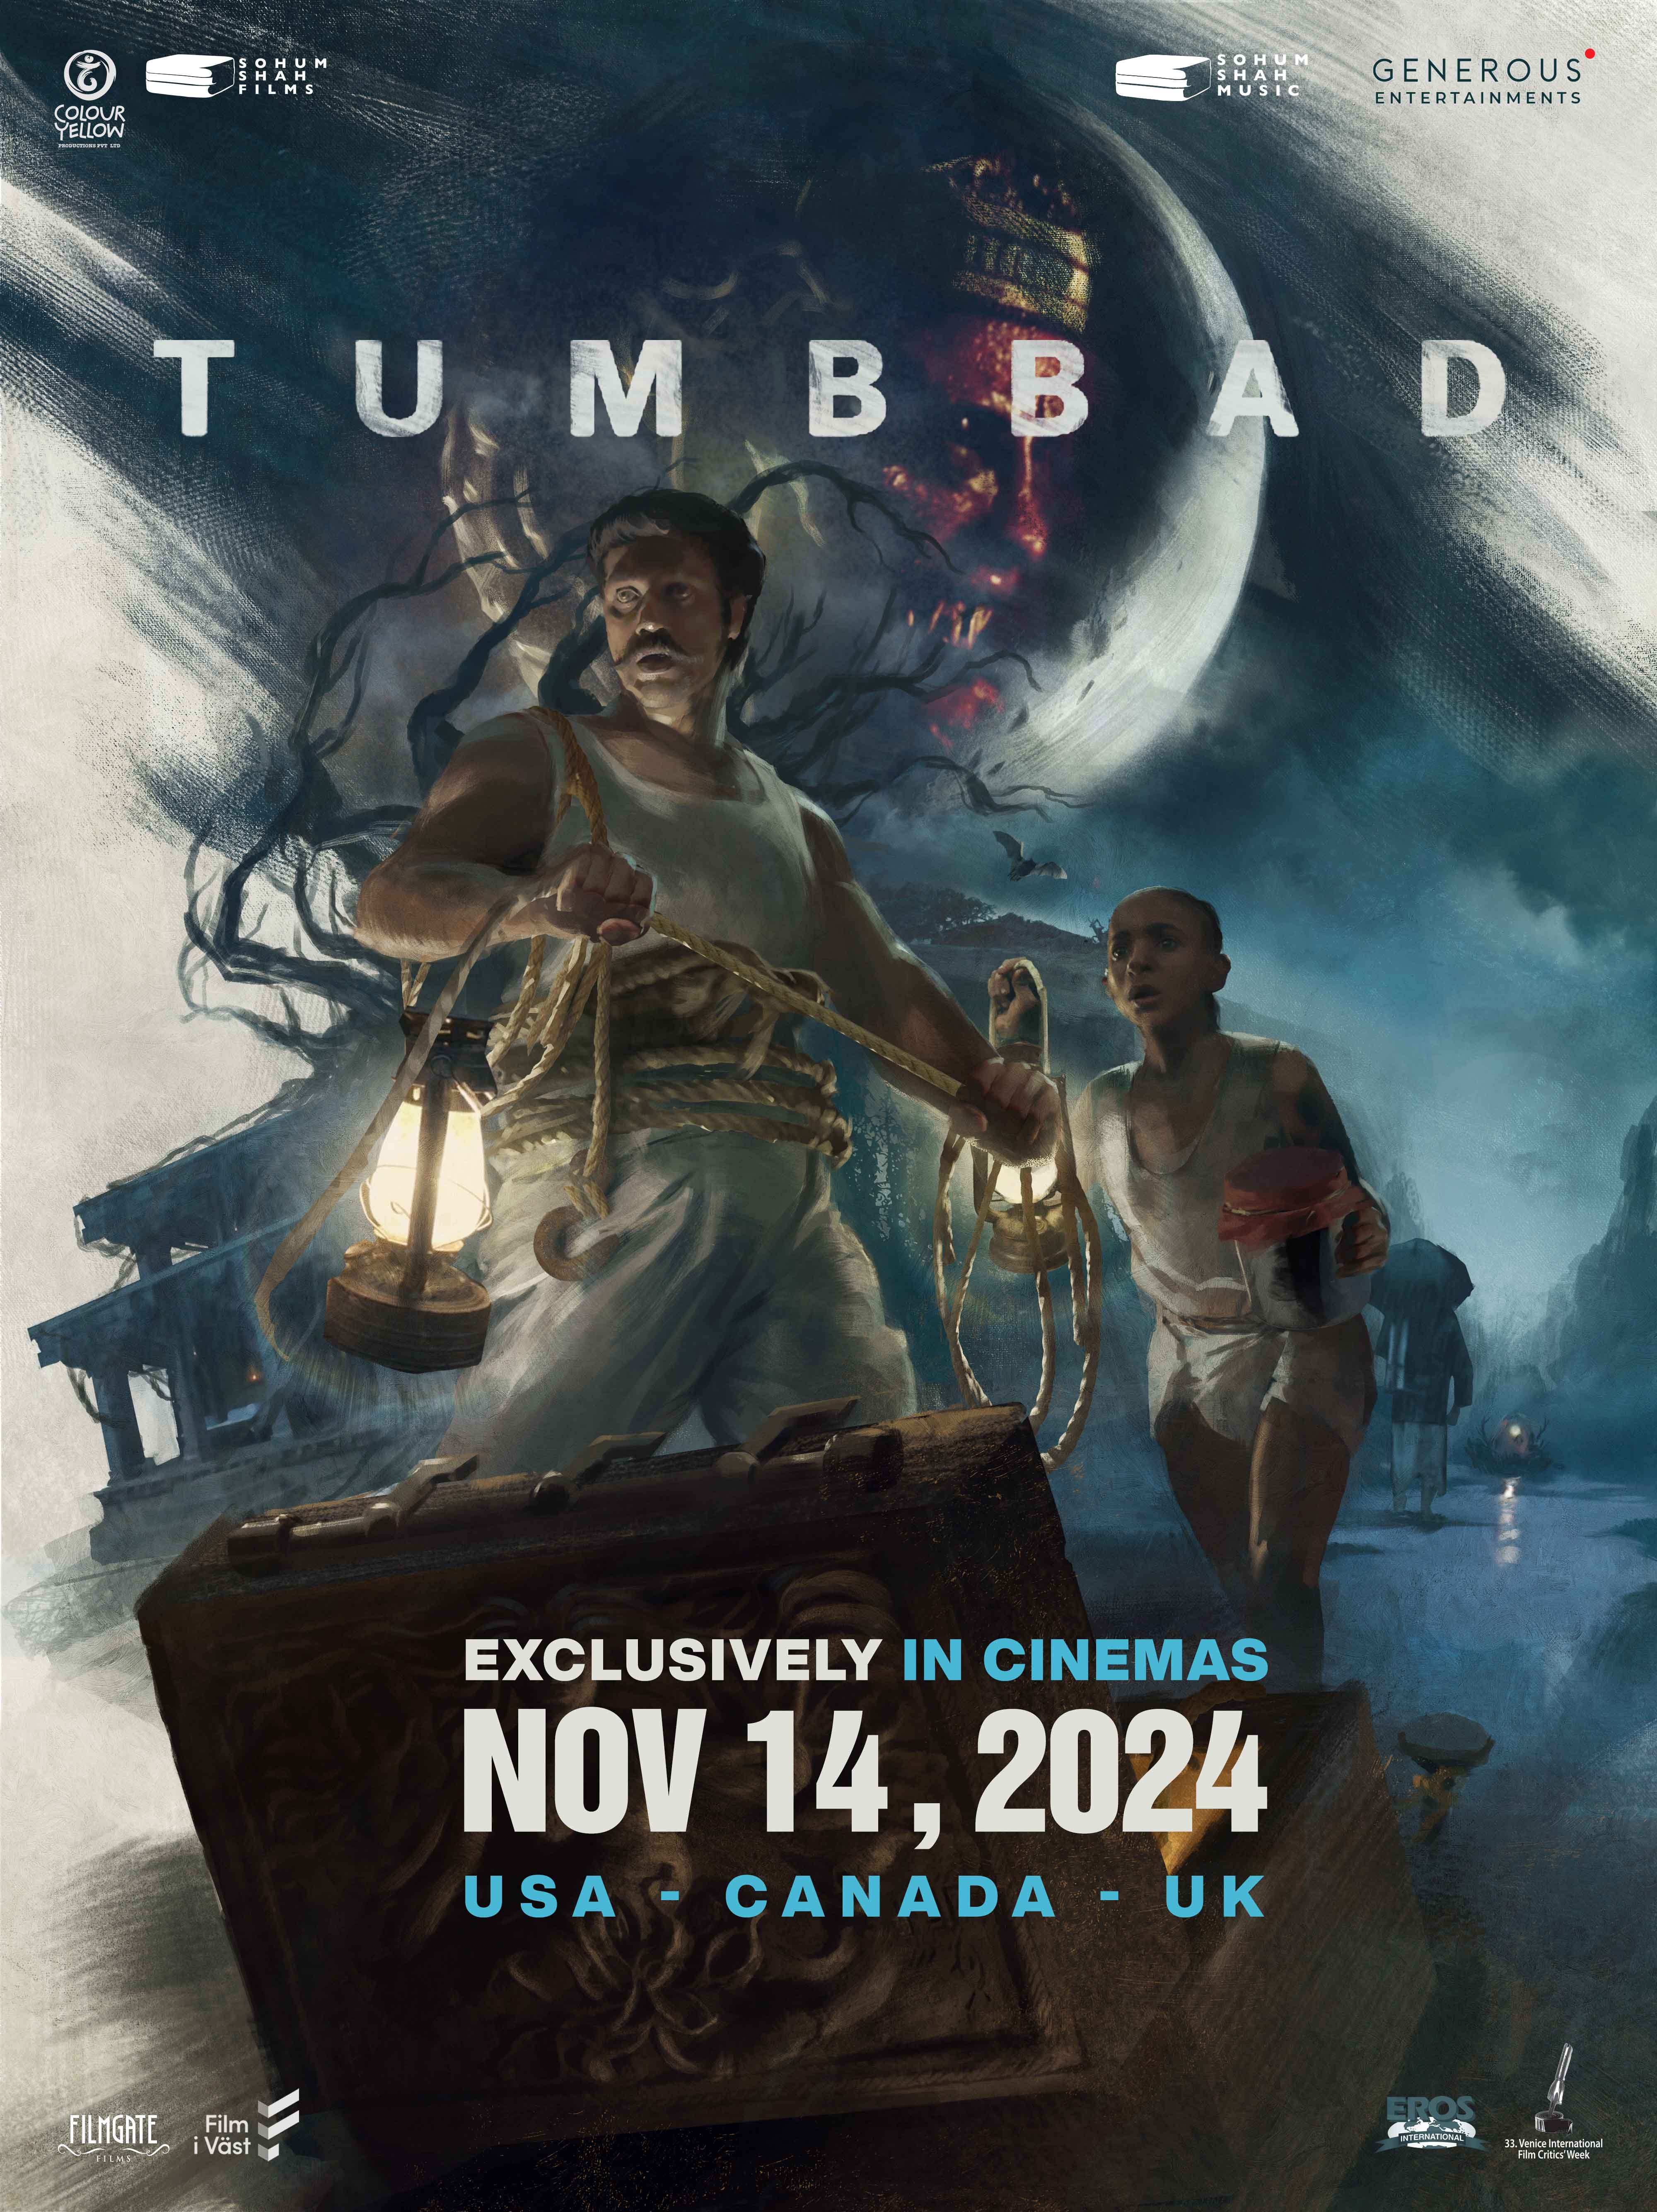 COLOUR
YELLOW
PRODUCTIONS PVT LTD
SOHUM
SHAH
FILMS
SOHUM
SHAH
MUSIC
GENEROUS
ENTERTAINMENTS
TUMBBAD
EXCLUSIVELY IN CINEMAS
NOV 14, 2024
USA - CANADA - UK
FILMGATE
FILMS
Film
i Väst
EROS
INTERNATIONAL
33. Venice International
Film Critics' Week